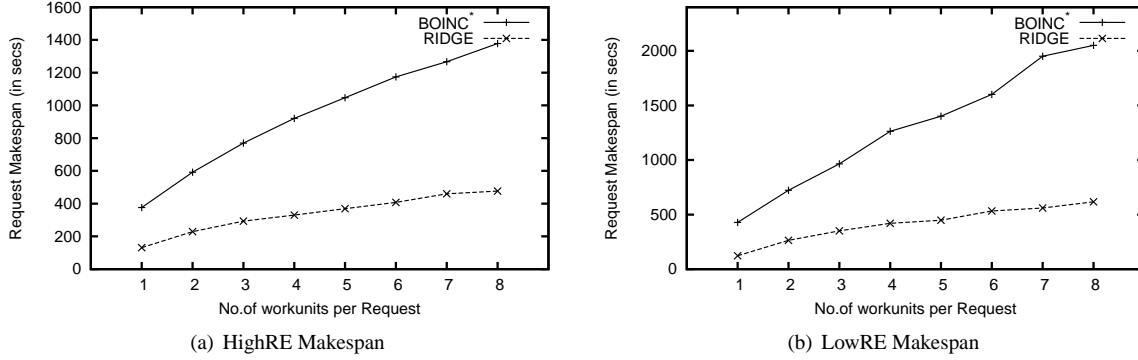 1600
1400
1200
1000
800
600
400
200
0
Request Makespan (in secs)
BOINC*
RIDGE
1 2 3 4 5 6 7 8
No.of workunits per Request
(a) HighRE Makespan
2000
1500
1000
500
0
Request Makespan (in secs)
BOINC*
RIDGE
1 2 3 4 5 6 7 8
No.of workunits per Request
(b) LowRE Makespan